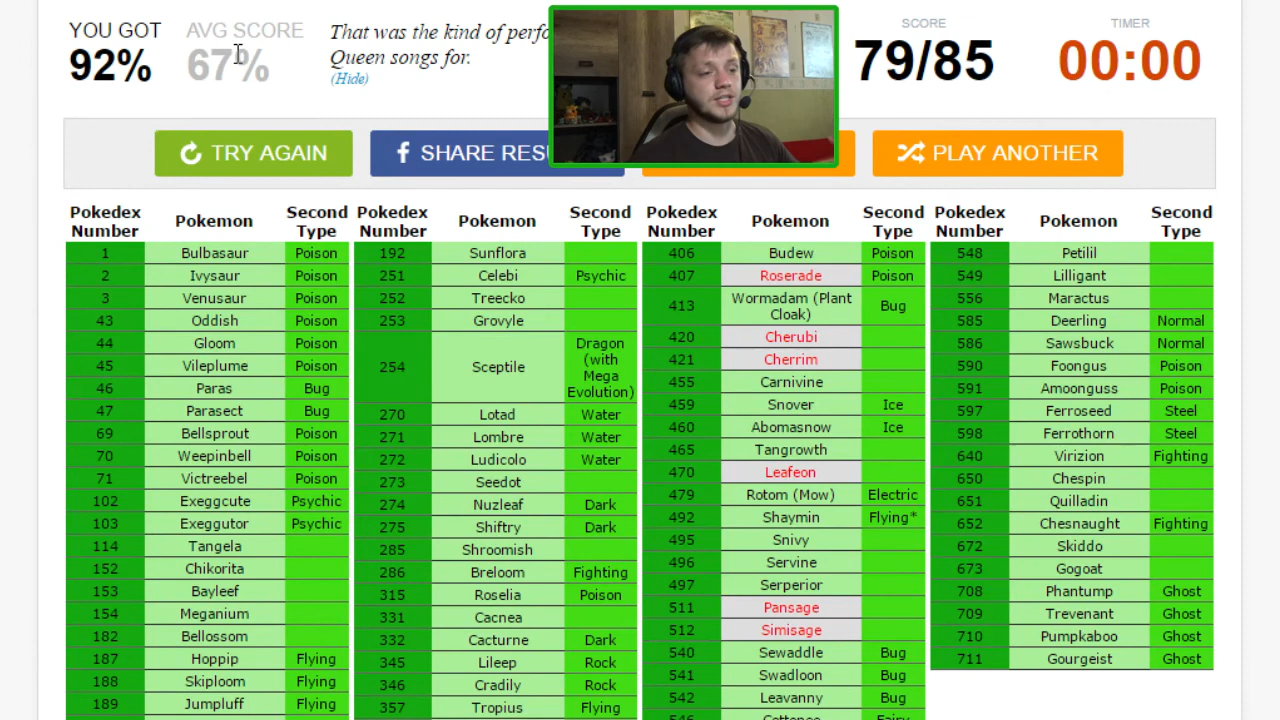 YOU GOT
92%
AVG SCORE
67%
That was the kind of
Queen songs for.
(Hide)
SCORE
79/85
TIMER
00:00
TRY AGAIN
SHARE
PLAY ANOTHER
Pokedex Number Pokemon Second Type
1 Bulbasaur Poison
2 Ivysaur Poison
3 Venusaur Poison
43 Oddish Poison
44 Gloom Poison
45 Vileplume Poison
46 Paras Bug
47 Parasect Bug
69 Bellsprout Poison
70 Weepinbell Poison
71 Victreebel Poison
102 Exeggcute Psychic
103 Exeggutor Psychic
114 Tangela
152 Chikorita
153 Bayleef
154 Meganium
182 Bellossom
187 Hoppip Flying
188 Skiploom Flying
189 Jumpluff Flying
Pokedex Number Pokemon Second Type
192 Sunflora
251 Celebi Psychic
252 Treecko
253 Grovyle
254 Sceptile Dragon (with Mega Evolution)
270 Lotad Water
271 Lombre Water
272 Ludicolo Water
273 Seedot
274 Nuzleaf Dark
275 Shiftry Dark
285 Shroomish
286 Breloom Fighting
315 Roselia Poison
331 Cacnea
332 Cacturne Dark
345 Lileep Rock
346 Cradily Rock
357 Tropius Flying
Pokedex Number Pokemon Second Type
406 Budew Poison
407 Roserade Poison
413 Wormadam (Plant Cloak) Bug
420 Cherubi
421 Cherrim
455 Carnivine
459 Snover Ice
460 Abomasnow Ice
465 Tangrowth
470 Leafeon
479 Rotom (Mow) Electric
492 Shaymin Flying*
495 Snivy
496 Servine
497 Serperior
511 Pansage
512 Simisage
540 Sewaddle Bug
541 Swadloon Bug
542 Leavanny Bug
Pokedex Number Pokemon Second Type
548 Petilil
549 Lilligant
556 Maractus
585 Deerling Normal
586 Sawsbuck Normal
590 Foongus Poison
591 Amoonguss Poison
597 Ferroseed Steel
598 Ferrothorn Steel
640 Virizion Fighting
650 Chespin
651 Quilladin
652 Chesnaught Fighting
672 Skiddo
673 Gogoat
708 Phantump Ghost
709 Trevenant Ghost
710 Pumpkaboo Ghost
711 Gourgeist Ghost